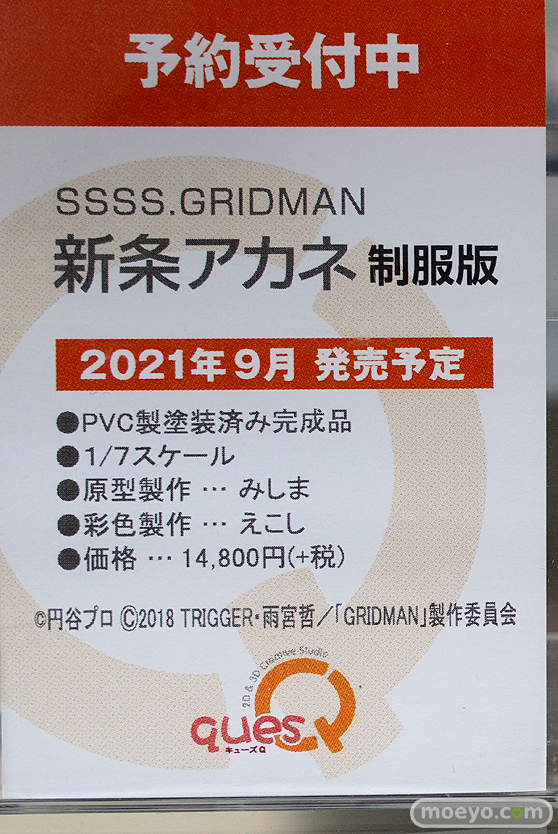 予約受付中
SSSS.GRIDMAN
新条アカネ 制服版
2021年9月 発売予定
●PVC製塗装済み完成品
●1/7スケール
●原型製作 … みしま
●彩色製作 … えこし
●価格 … 14,800円(+税)
©円谷プロ ©2018 TRIGGER・雨宮哲／「GRIDMAN」製作委員会
2D & 3D Creative Studio
quesQ
キューズQ
moeyo.com